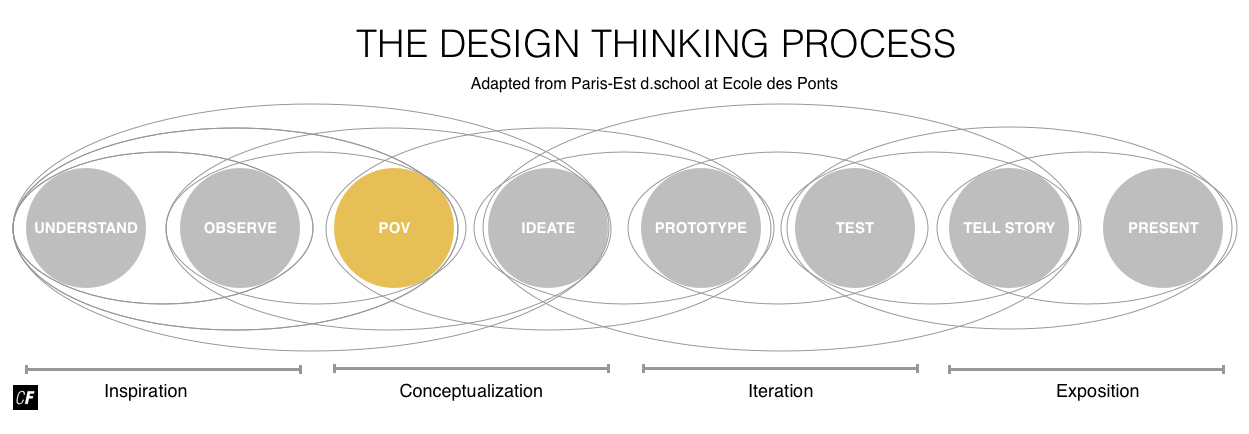 THE DESIGN THINKING PROCESS
Adapted from Paris-Est d.school at Ecole des Ponts
UNDERSTAND OBSERVE POV IDEATE PROTOTYPE TEST TELL STORY PRESENT
Inspiration Conceptualization Iteration Exposition
CF